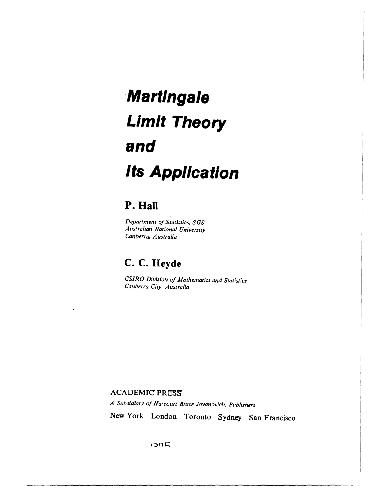 Martingale
Limit Theory
and
Its Application
P. Hall
Department of Statistics, SGS
Australian National University
Canberra, Australia
C. C. Heyde
CSIRO Division of Mathematics and Statistics
Canberra City, Australia
ACADEMIC PRESS
A Subsidiary of Harcourt Brace Jovanovich, Publishers
New York London Toronto Sydney San Francisco